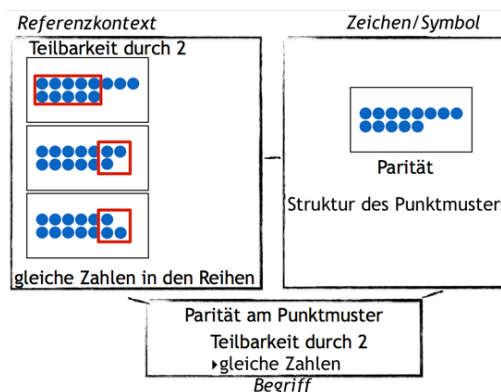 Referenzkontext
Teilbarkeit durch 2
gleiche Zahlen in den Reihen
Zeichen/Symbol
Parität
Struktur des Punktmusters
Parität am Punktmuster
Teilbarkeit durch 2
▸gleiche Zahlen
Begriff